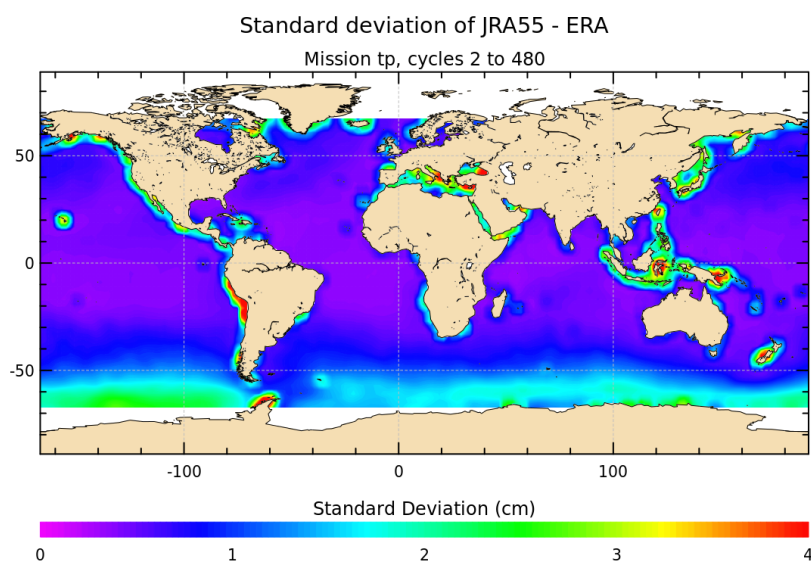 Standard deviation of JRA55 - ERA
Mission tp, cycles 2 to 480
50
0
-50
-100 0 100
Standard Deviation (cm)
0 1 2 3 4